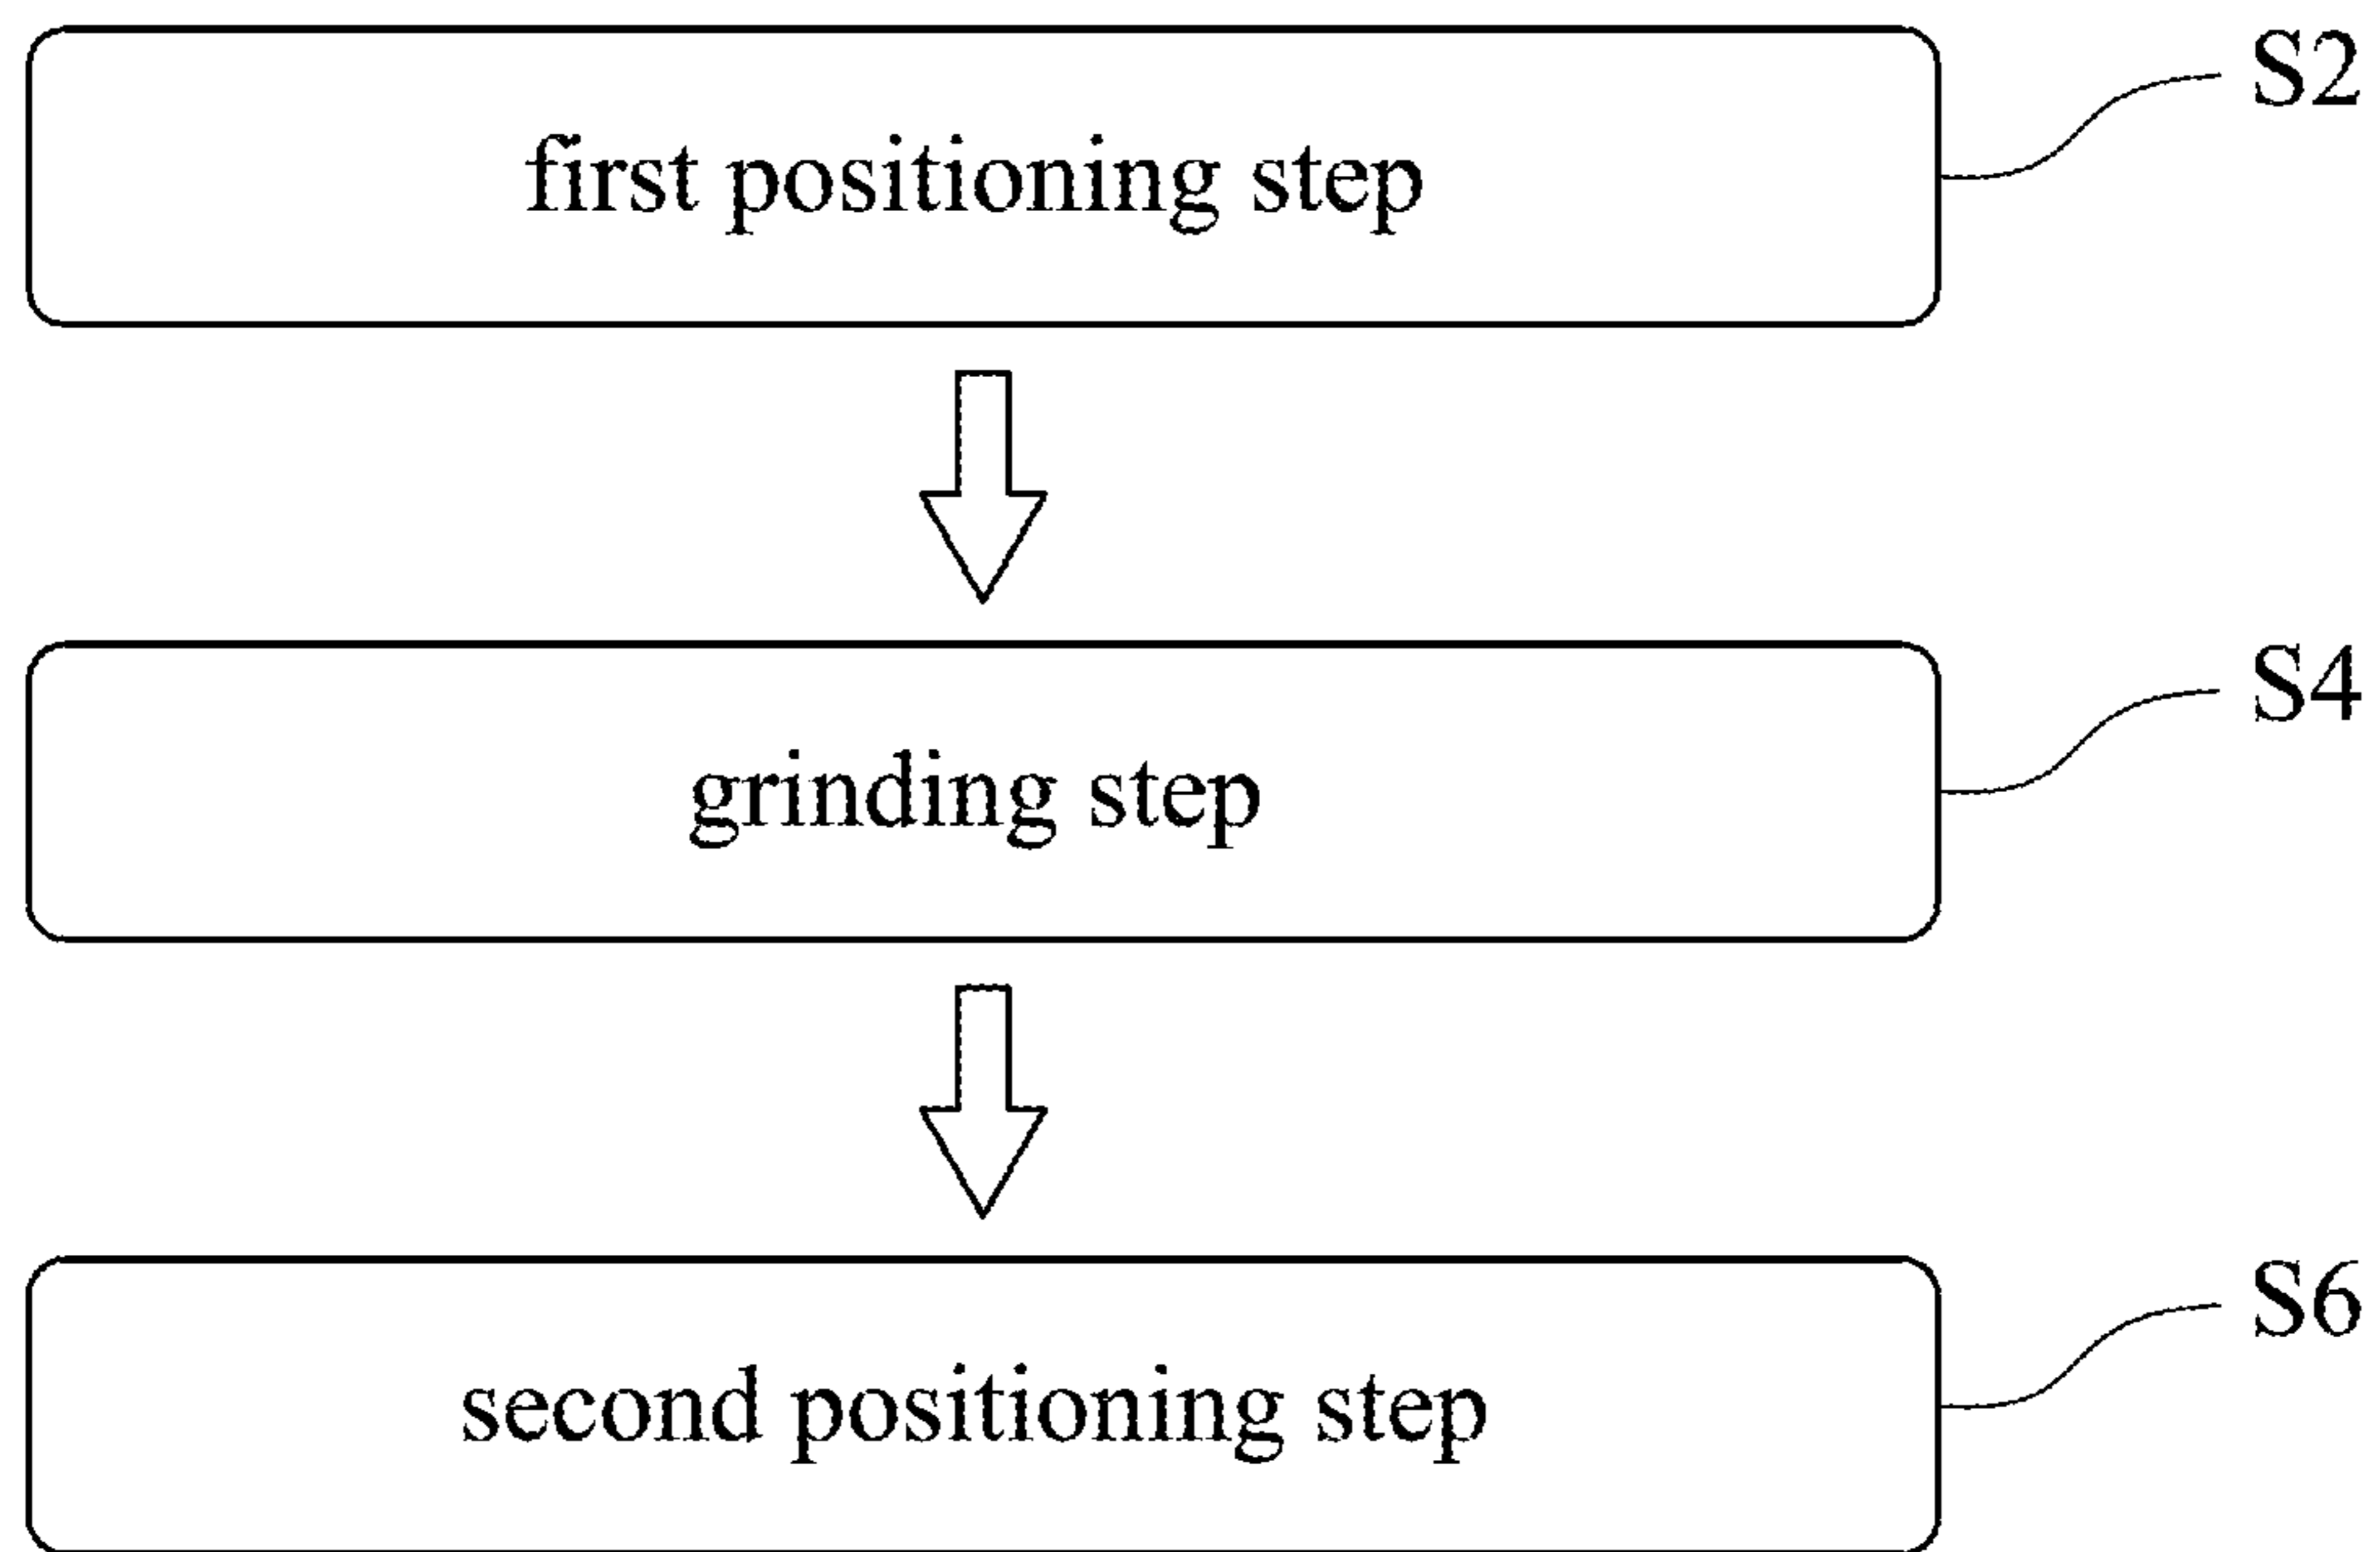 first positioning step
S2
grinding step
S4
second positioning step
S6